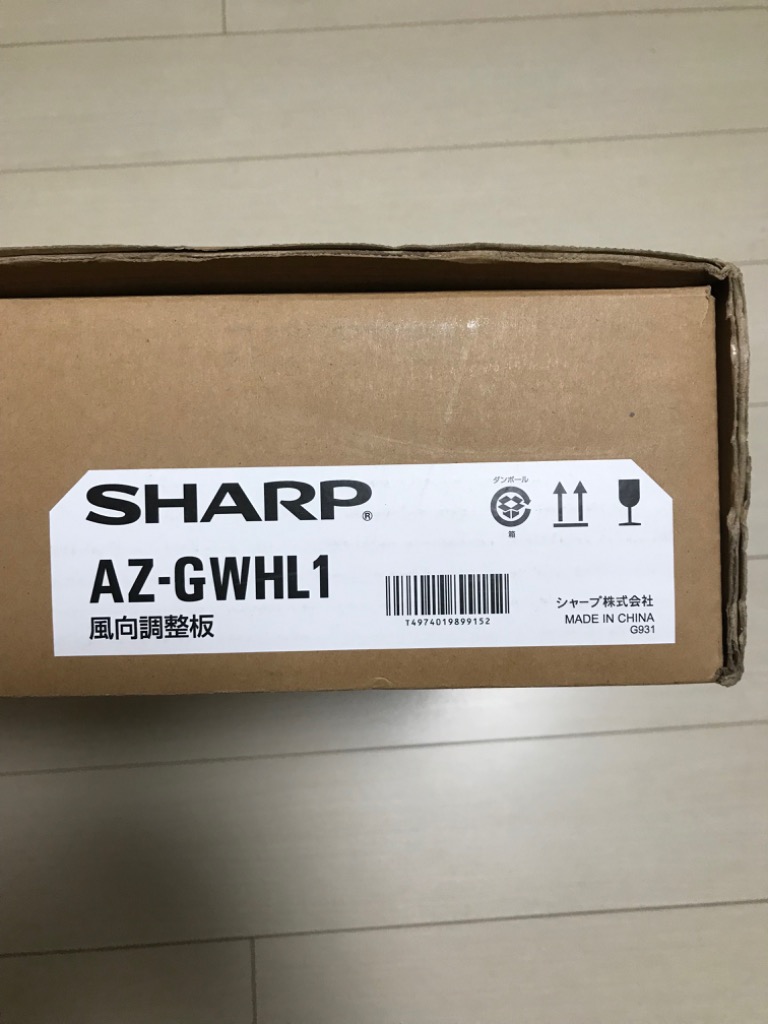 SHARP®
ダンボール
箱
AZ-GWHL1
風向調整板
T4974019899152
シャープ株式会社
MADE IN CHINA
G931